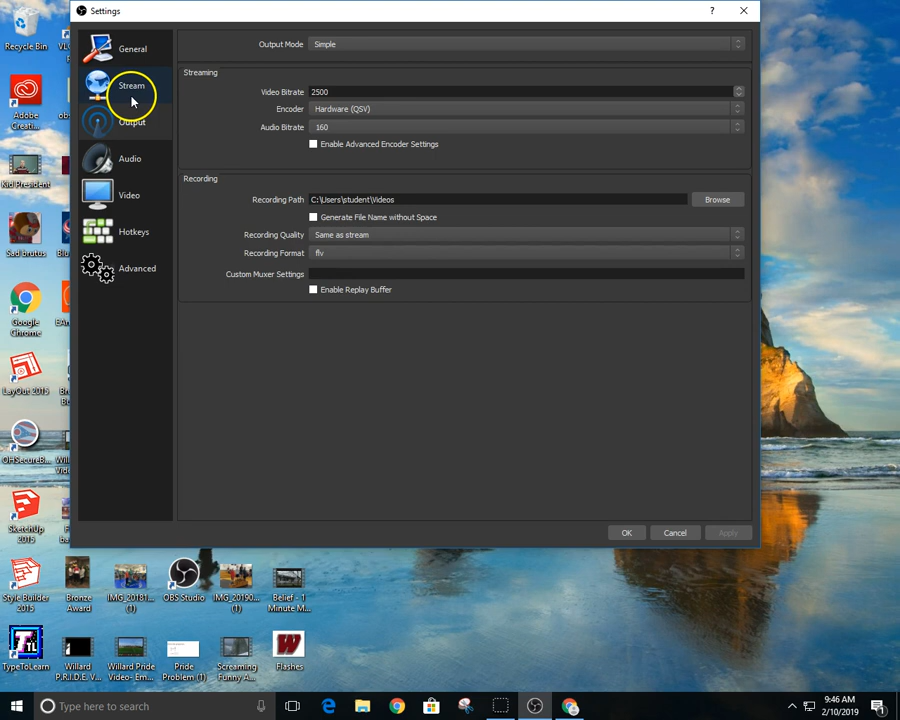 Settings
?
General
Stream
Output
Audio
Video
Hotkeys
Advanced
Output Mode Simple
Streaming
Video Bitrate 2500
Encoder Hardware (QSV)
Audio Bitrate 160
Enable Advanced Encoder Settings
Recording
Recording Path C:\Users\student\Videos Browse
Generate File Name without Space
Recording Quality Same as stream
Recording Format flv
Custom Muxer Settings
Enable Replay Buffer
OK Cancel Apply
Recycle Bin
Adobe
Creati...
Kid President
Sad brutus
Google
Chrome
LayOut 2015
OHSecureB...
SketchUp
2015
Style Builder
2015
Bronze
Award
IMG_20181...
(1)
OBS Studio
IMG_20190...
(1)
Belief - 1
Minute M...
TypeToLearn
Willard
P.R.I.D.E. V...
Willard Pride
Video- Em...
Pride
Problem (1)
Screaming
Funny A...
Flashes
Type here to search
9:46 AM
2/10/2019
1